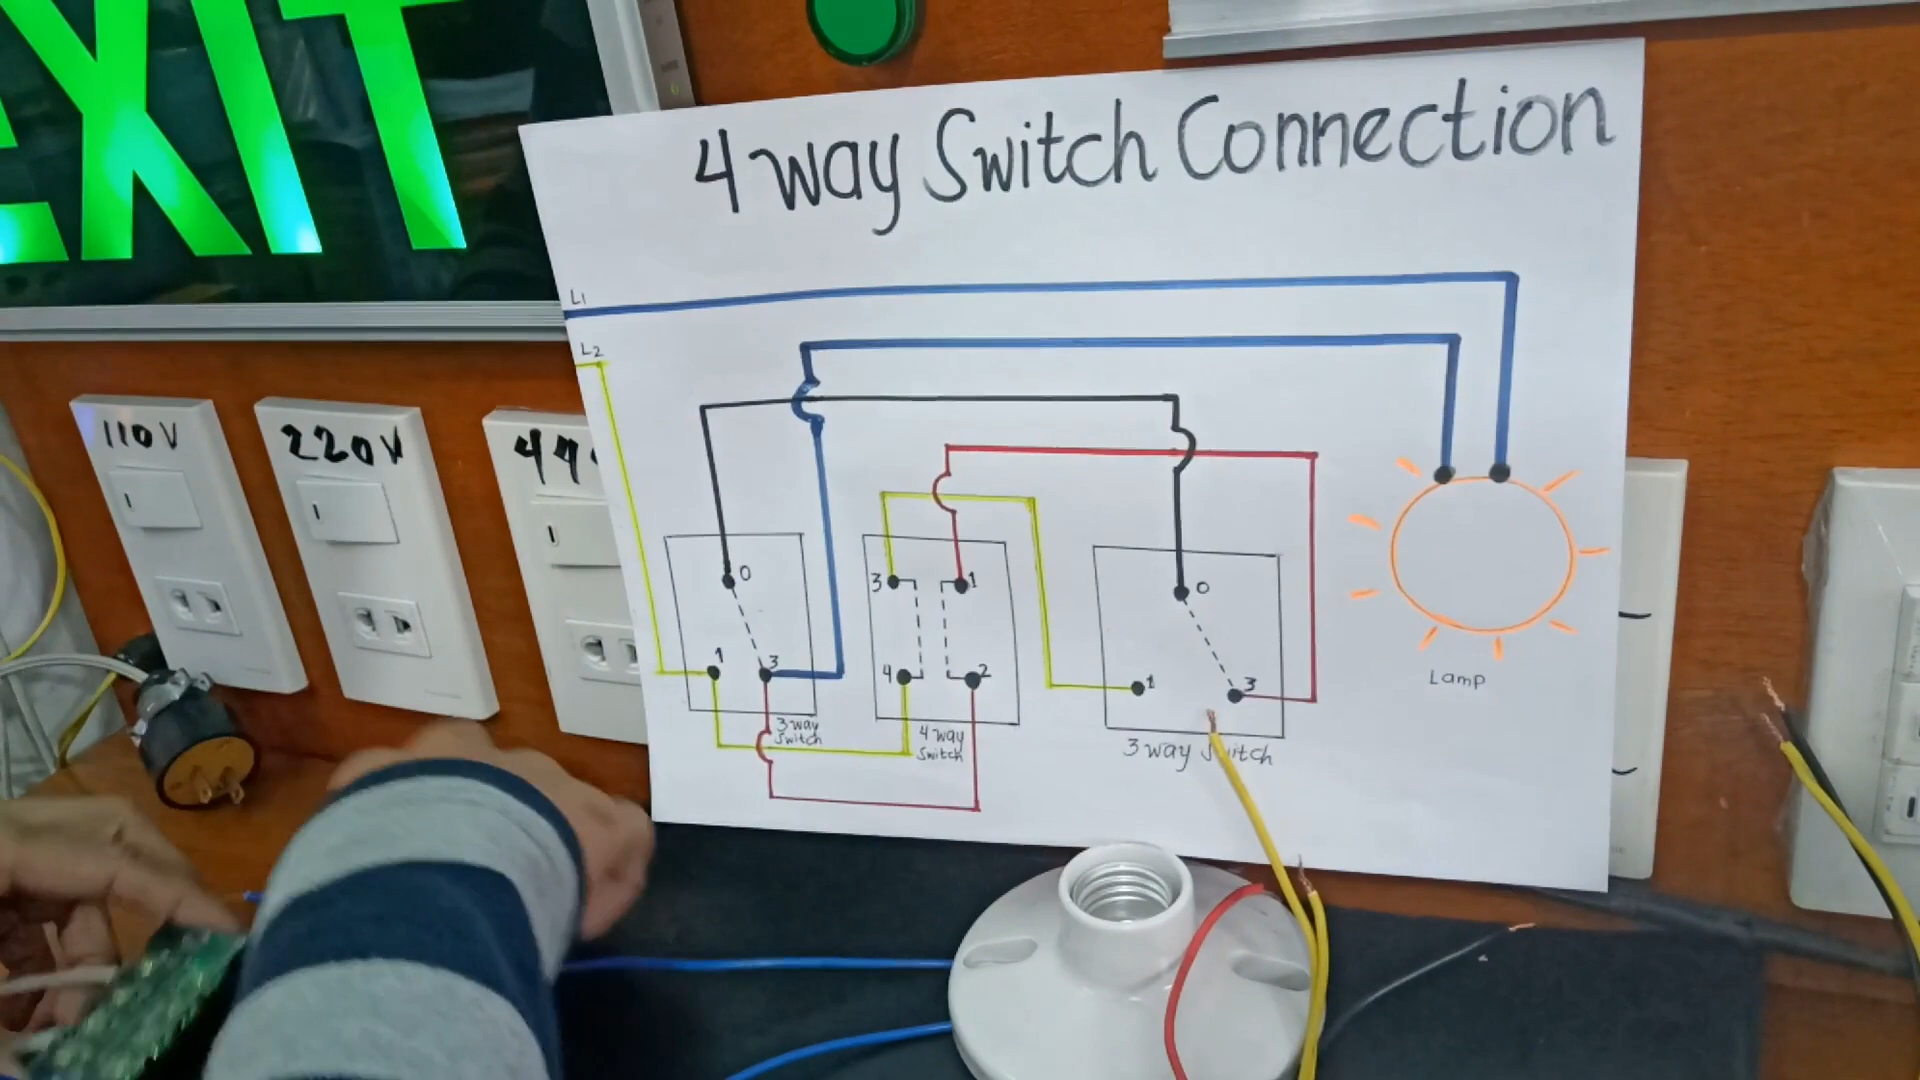 EXIT
4 way Switch Connection
L1
L2
110V
220V
0
3
1
0
1
3
4
2
1
3
3 way
Switch
4 way
Switch
3 way Switch
Lamp